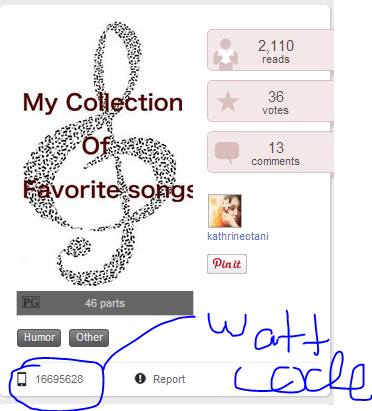 My Collection
Of
Favorite songs
PG
46 parts
Humor
Other
16695628
Report
2,110
reads
36
votes
13
comments
kathrineotani
Pin it
watt
code